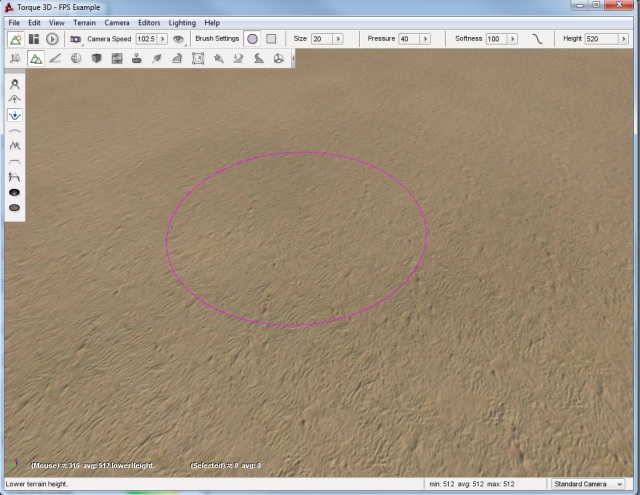 Torque 3D - FPS Example
File Edit View Terrain Camera Editors Lighting Help
Camera Speed 102.5 Brush Settings Size 20 Pressure 40 Softness 100 Height 520
(Mouse) #: 316 avg: 512 lowerHeight (Selected) #: 0 avg: 0
Lower terrain height. min: 512 avg: 512 max: 512 Standard Camera